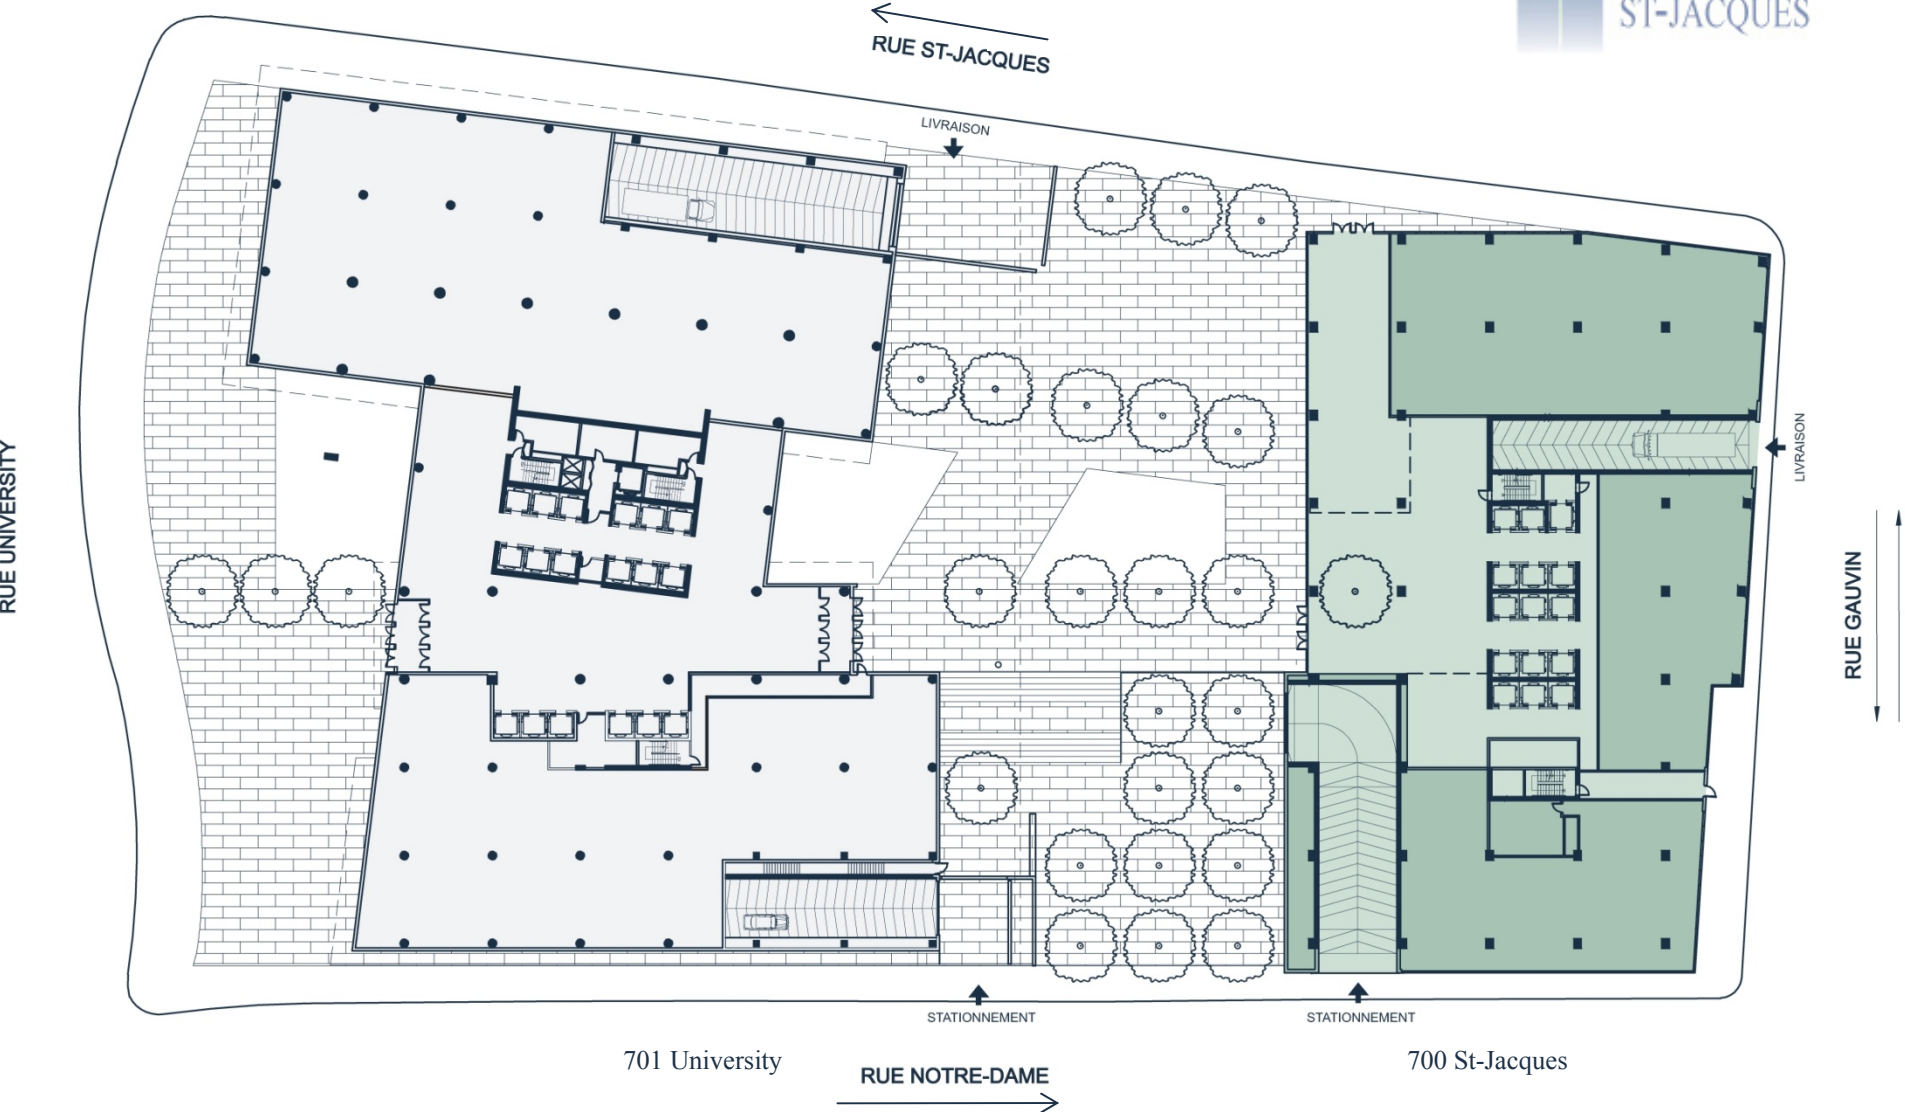 ST-JACQUES
RUE ST-JACQUES
LIVRAISON
RUE UNIVERSITY
LIVRAISON
RUE GAUVIN
STATIONNEMENT
STATIONNEMENT
701 University
700 St-Jacques
RUE NOTRE-DAME